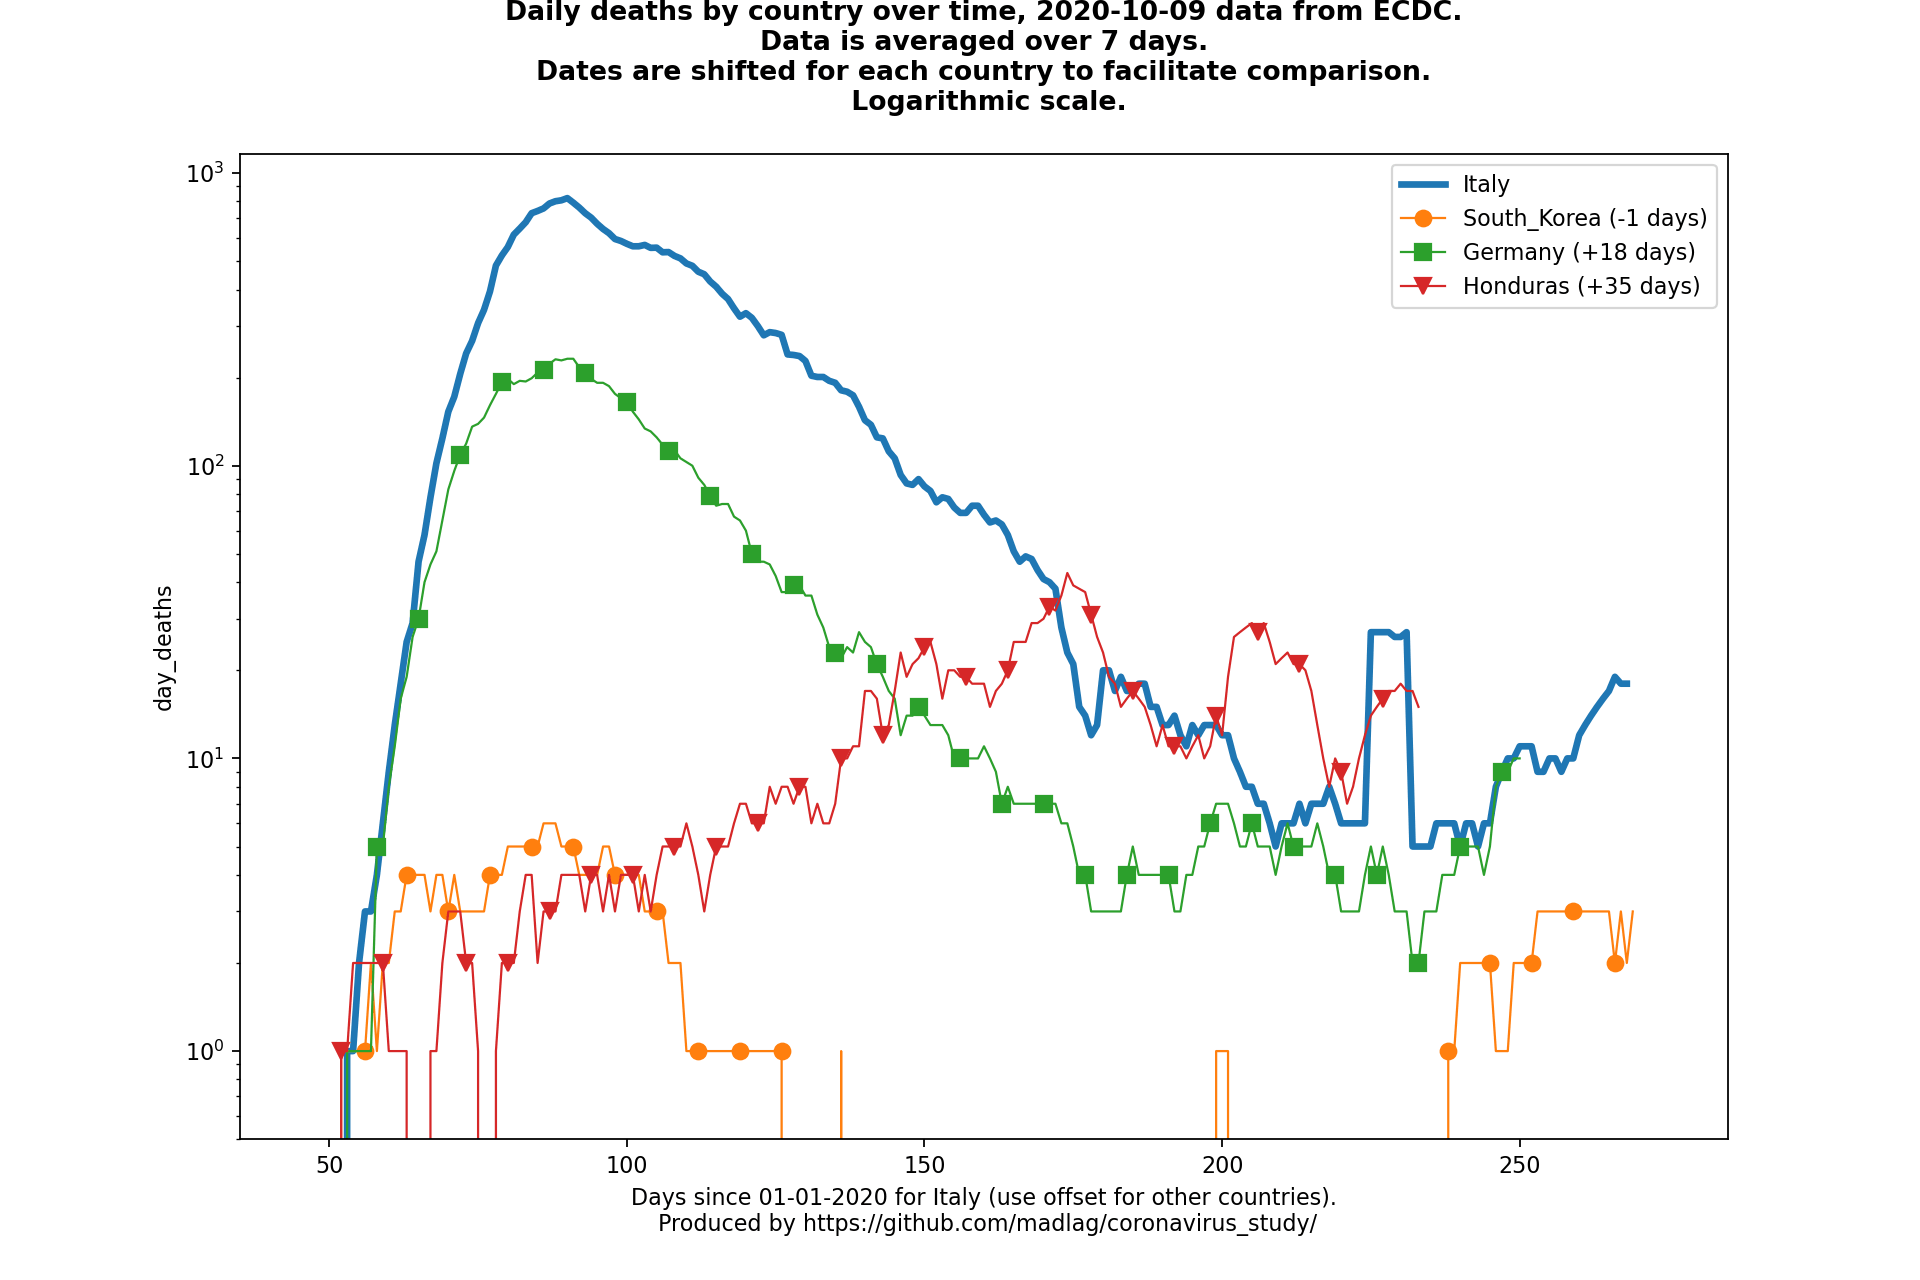 Daily deaths by country over time, 2020-10-09 data from ECDC.
Data is averaged over 7 days.
Dates are shifted for each country to facilitate comparison.
Logarithmic scale.
10³
Italy
South_Korea (-1 days)
Germany (+18 days)
Honduras (+35 days)
10²
day_deaths
10¹
10⁰
50 100 150 200 250
Days since 01-01-2020 for Italy (use offset for other countries).
Produced by https://github.com/madlag/coronavirus_study/